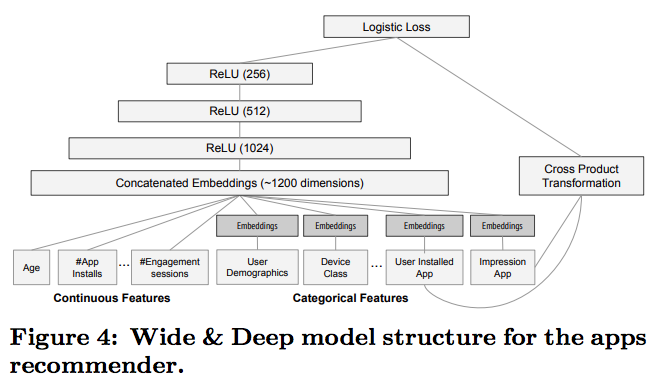 Logistic Loss
ReLU (256)
ReLU (512)
ReLU (1024)
Concatenated Embeddings (~1200 dimensions)
Cross Product
Transformation
Embeddings
Embeddings
Embeddings
Embeddings
Age
#App
Installs
...
#Engagement
sessions
User
Demographics
Device
Class
...
User Installed
App
Impression
App
Continuous Features
Categorical Features
Figure 4: Wide & Deep model structure for the apps
recommender.